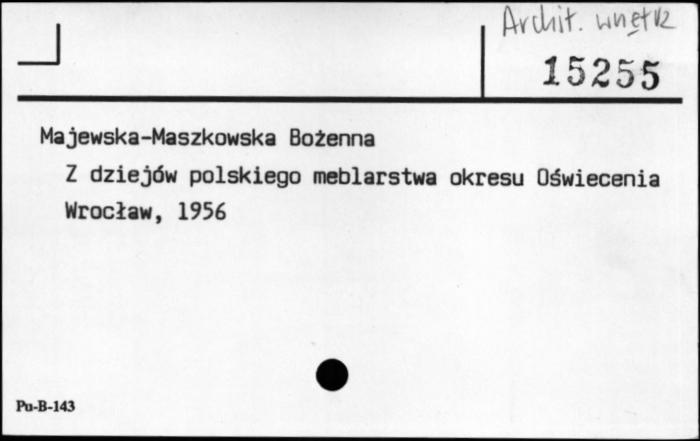 Archit. wnętrz
15255
Majewska-Maszkowska Bożenna
Z dziejów polskiego meblarstwa okresu Oświecenia
Wrocław, 1956
Pu-B-143